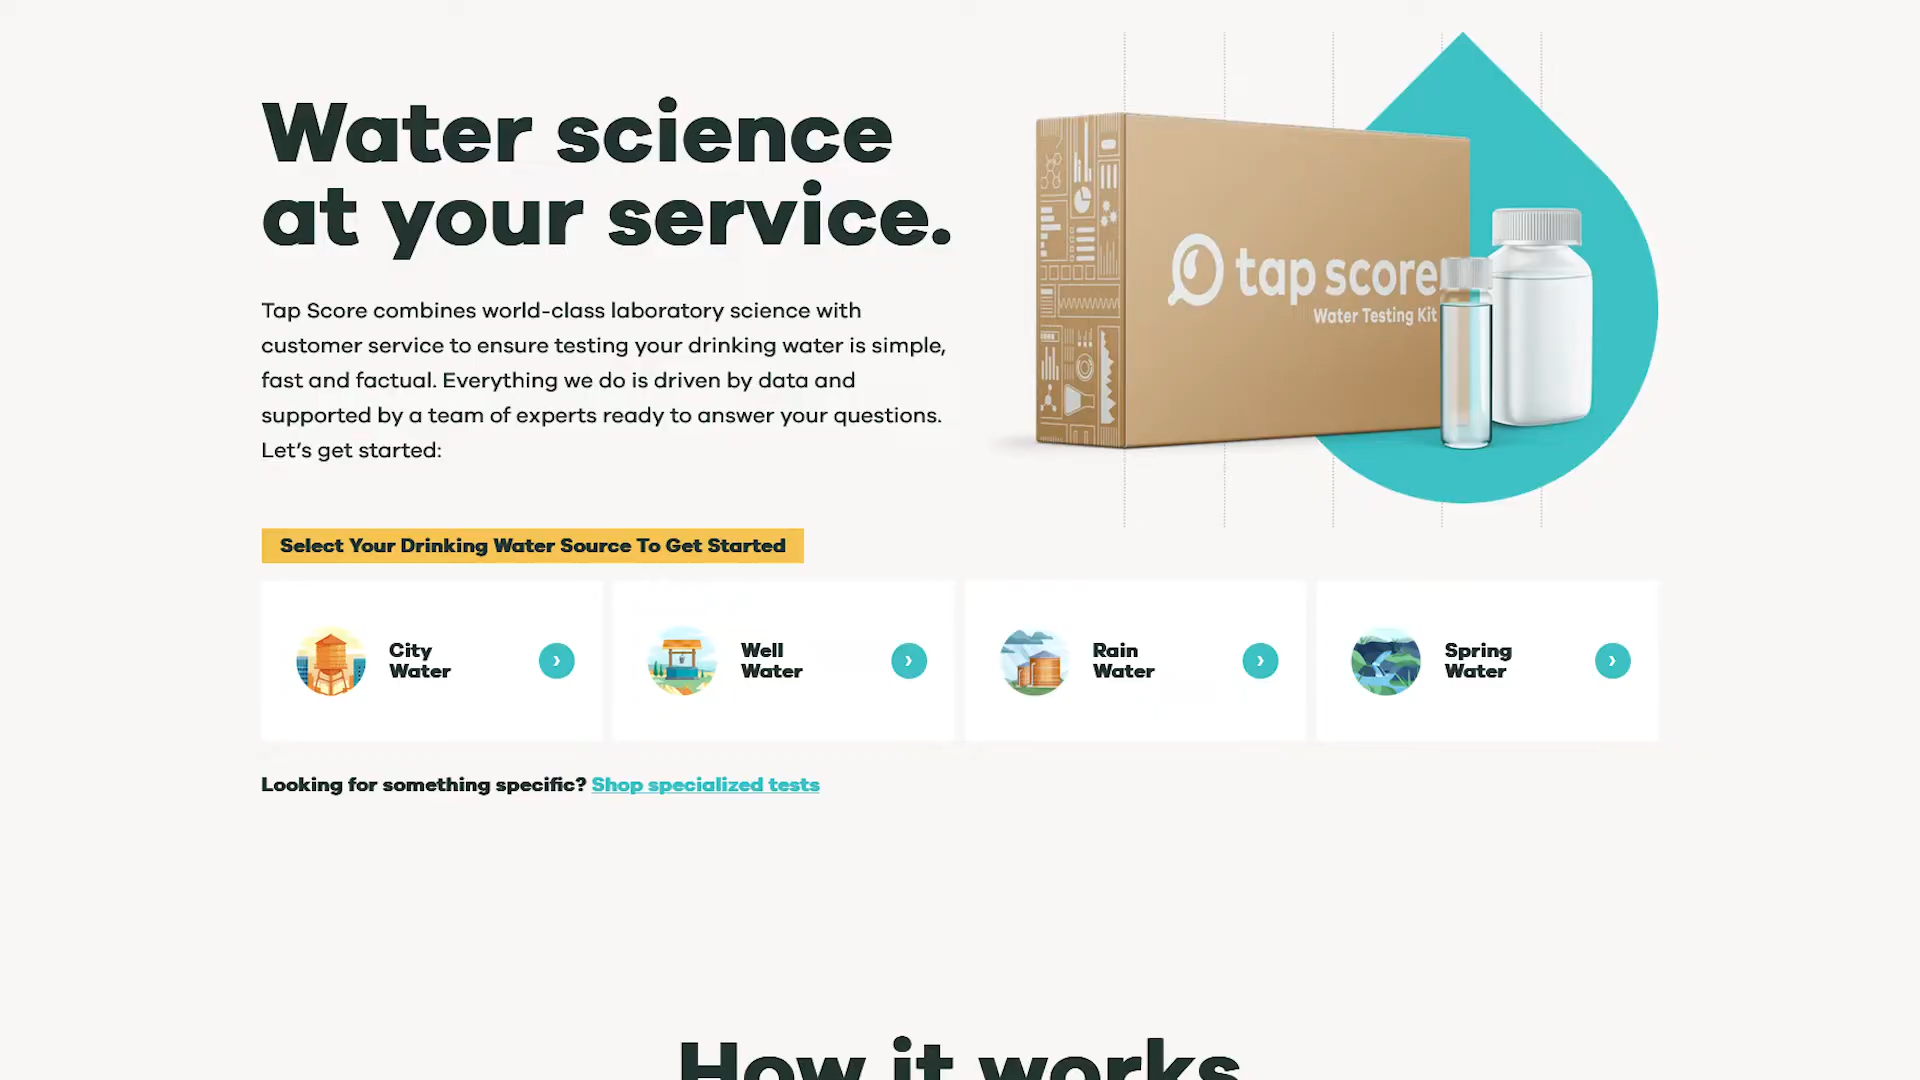 Water science
at your service.
Tap Score combines world-class laboratory science with
customer service to ensure testing your drinking water is simple,
fast and factual. Everything we do is driven by data and
supported by a team of experts ready to answer your questions.
Let’s get started:
tap score
Water Testing Kit
Select Your Drinking Water Source To Get Started
City
Water
Well
Water
Rain
Water
Spring
Water
Looking for something specific? Shop specialized tests
How it works